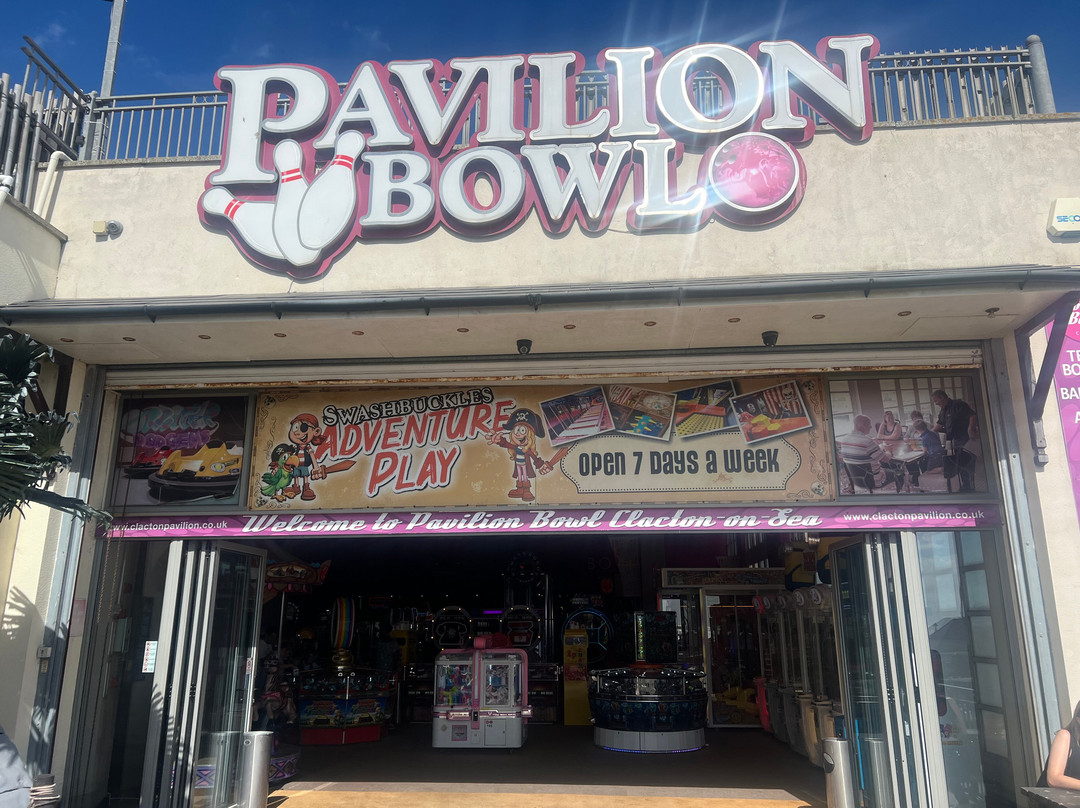 PAVILION
BOWL
SECO
SWASHBUCKLES
ADVENTURE
PLAY
OPEN 7 DAYS A WEEK
www.clactonpavilion.co.uk Welcome to Pavilion Bowl Clacton-on-Sea www.clactonpavilion.co.uk